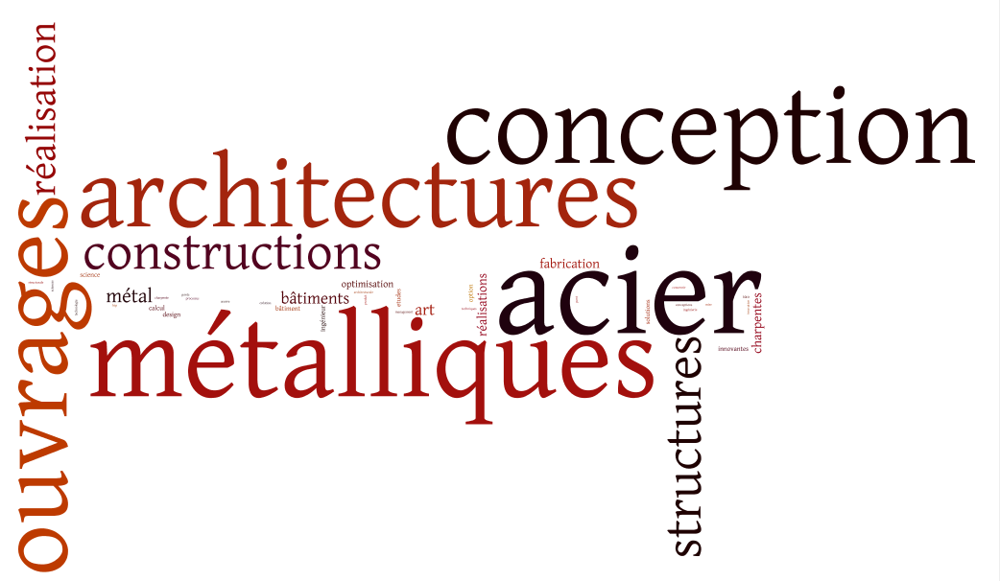 réalisation
conception
architectures
ouvrages
constructions
fabrication
acier
science
optimisation
métal
bâtiments
bâtiment
calcul
design
ingénieur
études
art
réalisations
option
solutions
charpentes
innovantes
métalliques
structures